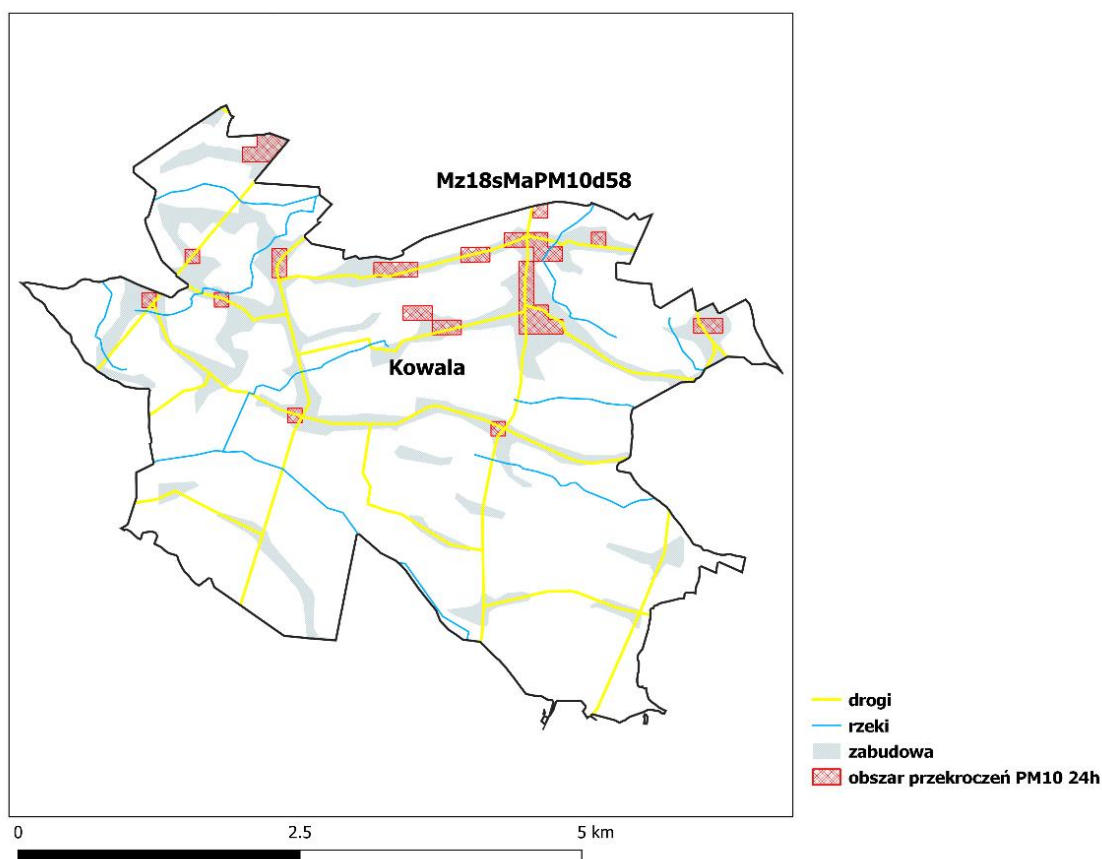 Mz18sMaPM10d58
Kowala
drogi
rzeki
zabudowa
obszar przekroczeń PM10 24h
0 2.5 5 km